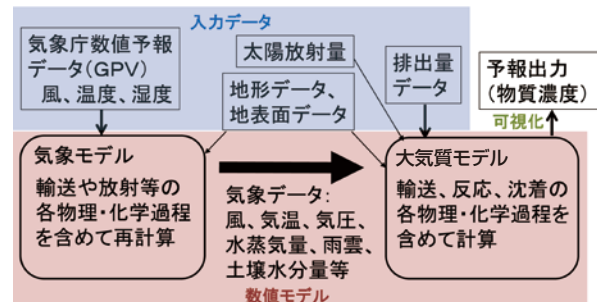 入力データ
気象庁数値予報
データ(GPV)
風、温度、湿度
太陽放射量
地形データ、
地表面データ
排出量
データ
予報出力
(物質濃度)
可視化
気象モデル
輸送や放射等の
各物理・化学過程
を含めて再計算
気象データ:
風、気温、気圧、
水蒸気量、雨雲、
土壌水分量等
大気質モデル
輸送、反応、沈着の
各物理・化学過程を
含めて計算
数値モデル